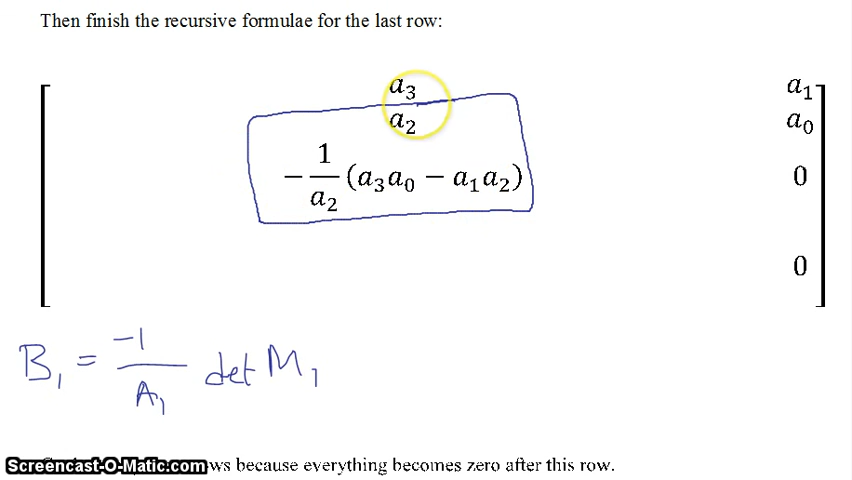 Then finish the recursive formulae for the last row:
a₃ a₁
a₂ a₀
−1/a₂ (a₃a₀ − a₁a₂) 0
0
B₁ = −1/A₁ det M₁
Screencast-O-Matic.com ws because everything becomes zero after this row.